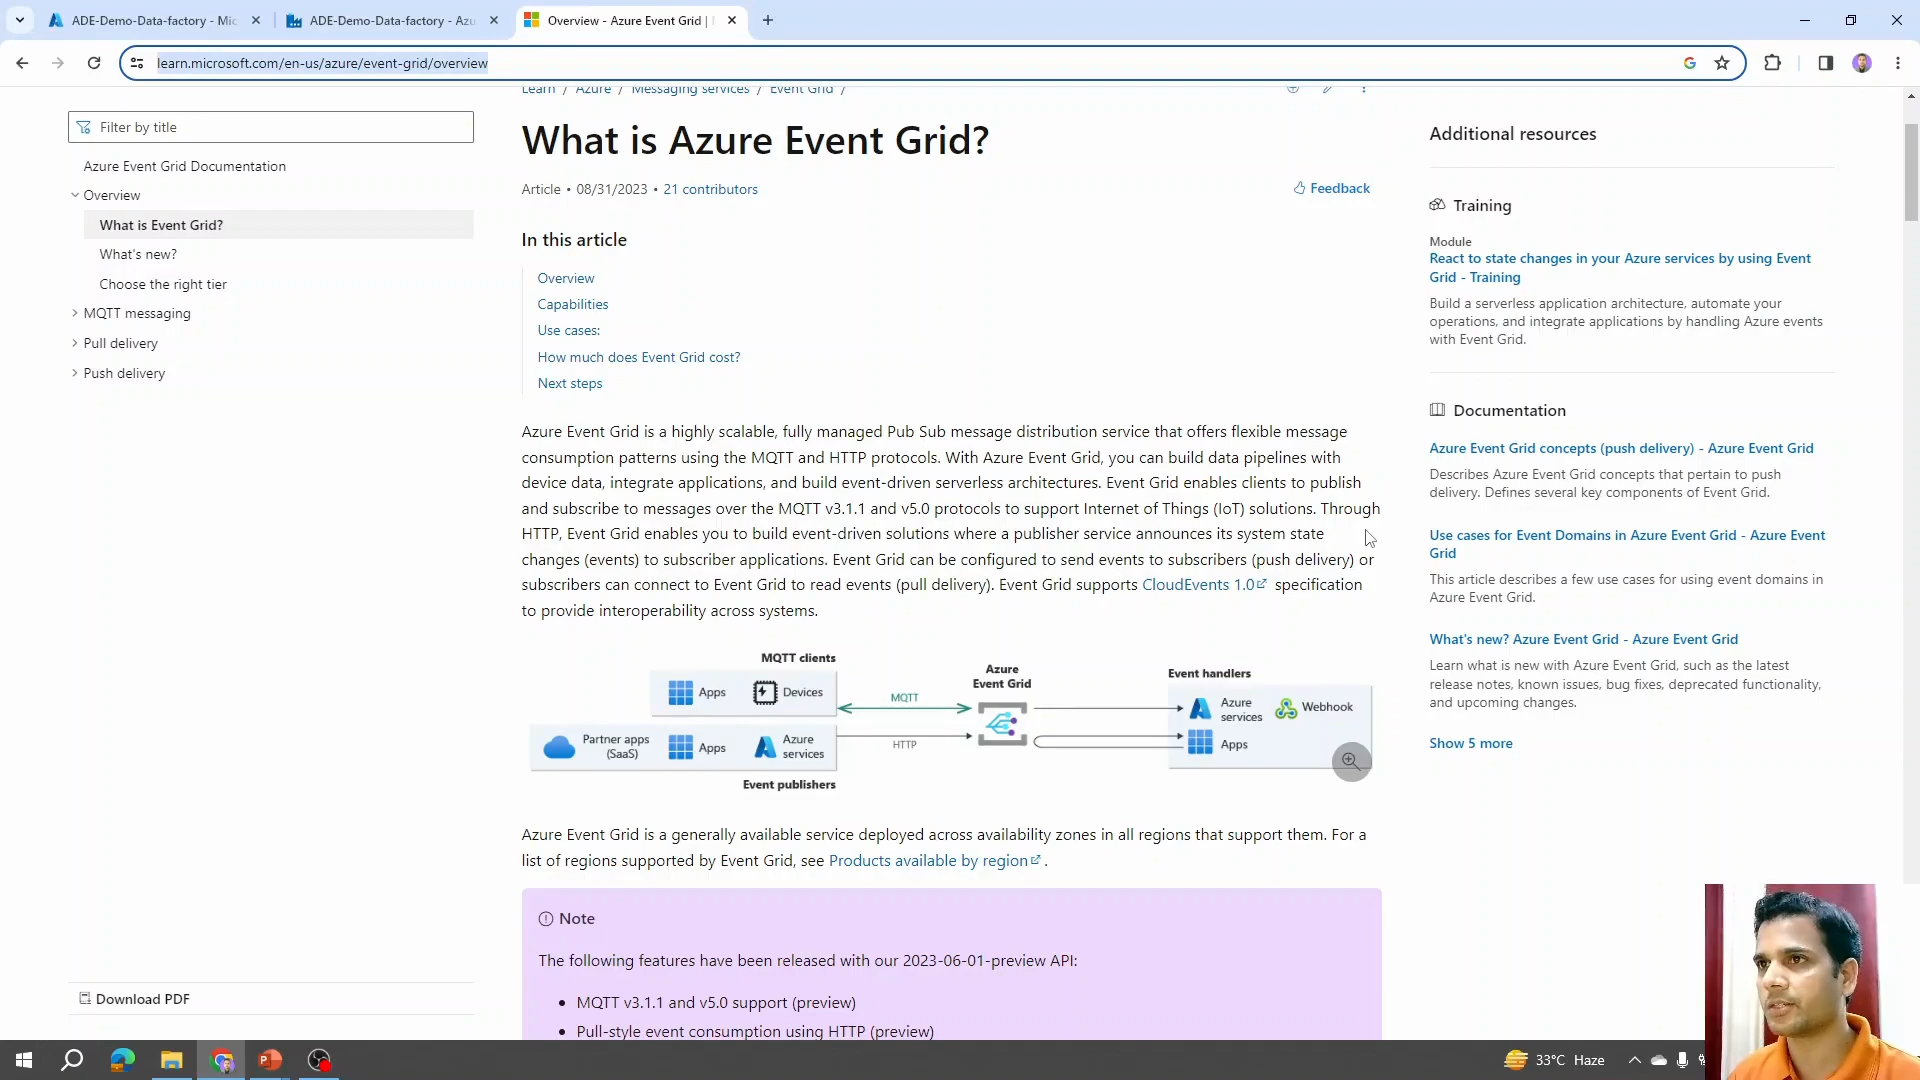 ADE-Demo-Data-factory - Mic
ADE-Demo-Data-factory - Azu
Overview - Azure Event Grid |
learn.microsoft.com/en-us/azure/event-grid/overview
Learn / Azure / Messaging services / Event Grid /
Filter by title
Azure Event Grid Documentation
Overview
What is Event Grid?
What's new?
Choose the right tier
MQTT messaging
Pull delivery
Push delivery
Download PDF
What is Azure Event Grid?
Article • 08/31/2023 • 21 contributors
Feedback
In this article
Overview
Capabilities
Use cases:
How much does Event Grid cost?
Next steps
Azure Event Grid is a highly scalable, fully managed Pub Sub message distribution service that offers flexible message
consumption patterns using the MQTT and HTTP protocols. With Azure Event Grid, you can build data pipelines with
device data, integrate applications, and build event-driven serverless architectures. Event Grid enables clients to publish
and subscribe to messages over the MQTT v3.1.1 and v5.0 protocols to support Internet of Things (IoT) solutions. Through
HTTP, Event Grid enables you to build event-driven solutions where a publisher service announces its system state
changes (events) to subscriber applications. Event Grid can be configured to send events to subscribers (push delivery) or
subscribers can connect to Event Grid to read events (pull delivery). Event Grid supports CloudEvents 1.0 specification
to provide interoperability across systems.
MQTT clients
Apps
Devices
Partner apps
(SaaS)
Apps
Azure
services
Event publishers
MQTT
HTTP
Azure
Event Grid
Event handlers
Azure
services
Webhook
Apps
Azure Event Grid is a generally available service deployed across availability zones in all regions that support them. For a
list of regions supported by Event Grid, see Products available by region .
Note
The following features have been released with our 2023-06-01-preview API:
• MQTT v3.1.1 and v5.0 support (preview)
• Pull-style event consumption using HTTP (preview)
Additional resources
Training
Module
React to state changes in your Azure services by using Event
Grid - Training
Build a serverless application architecture, automate your
operations, and integrate applications by handling Azure events
with Event Grid.
Documentation
Azure Event Grid concepts (push delivery) - Azure Event Grid
Describes Azure Event Grid concepts that pertain to push
delivery. Defines several key components of Event Grid.
Use cases for Event Domains in Azure Event Grid - Azure Event
Grid
This article describes a few use cases for using event domains in
Azure Event Grid.
What's new? Azure Event Grid - Azure Event Grid
Learn what is new with Azure Event Grid, such as the latest
release notes, known issues, bug fixes, deprecated functionality,
and upcoming changes.
Show 5 more
33°C Haze